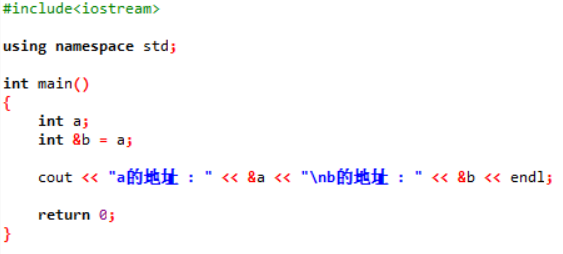 #include<iostream>
using namespace std;
int main()
{
    int a;
    int &b = a;
    cout << "a的地址 : " << &a << "\nb的地址 : " << &b << endl;
    return 0;
}